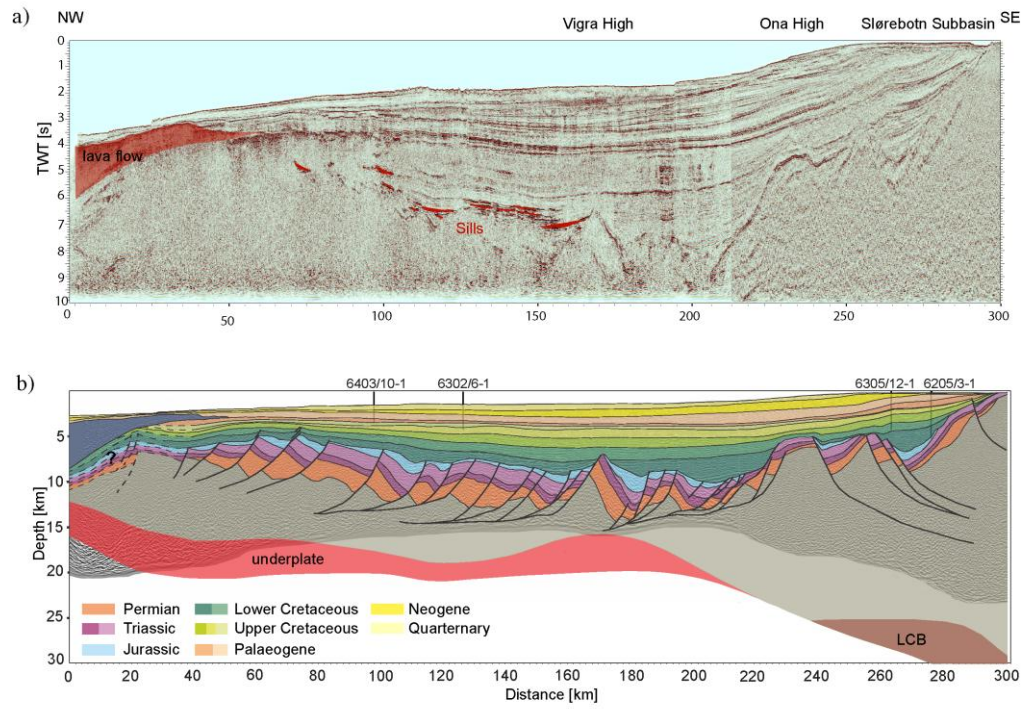 a)
NW
Vigra High
Ona High
Slørebotn Subbasin
SE
TWT [s]
0
1
2
3
4
5
6
7
8
9
10
lava flow
Sills
0
50
100
150
200
250
300
b)
6403/10-1
6302/6-1
6305/12-1
6205/3-1
Depth [km]
5
10
15
20
25
30
?
underplate
LCB
Permian
Lower Cretaceous
Neogene
Triassic
Upper Cretaceous
Quarternary
Jurassic
Palaeogene
0
20
40
60
80
100
120
140
160
180
200
220
240
260
280
300
Distance [km]